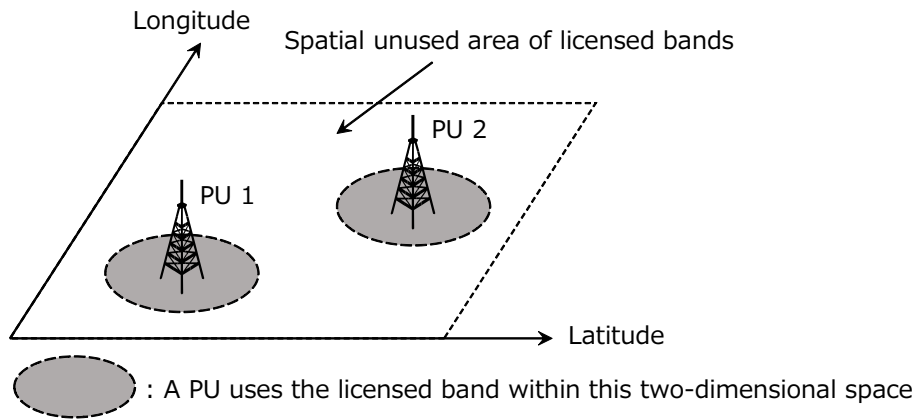 Longitude
Spatial unused area of licensed bands
PU 2
PU 1
Latitude
: A PU uses the licensed band within this two-dimensional space